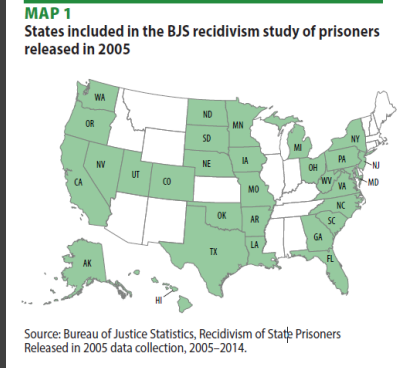 MAP 1
States included in the BJS recidivism study of prisoners
released in 2005
WA
OR
ND
MN
SD
MI
NY
NV
NE
IA
PA
NJ
OH
UT
CO
WV
VA
MD
CA
MO
NC
OK
AR
SC
GA
TX
LA
FL
AK
HI
Source: Bureau of Justice Statistics, Recidivism of State Prisoners
Released in 2005 data collection, 2005–2014.